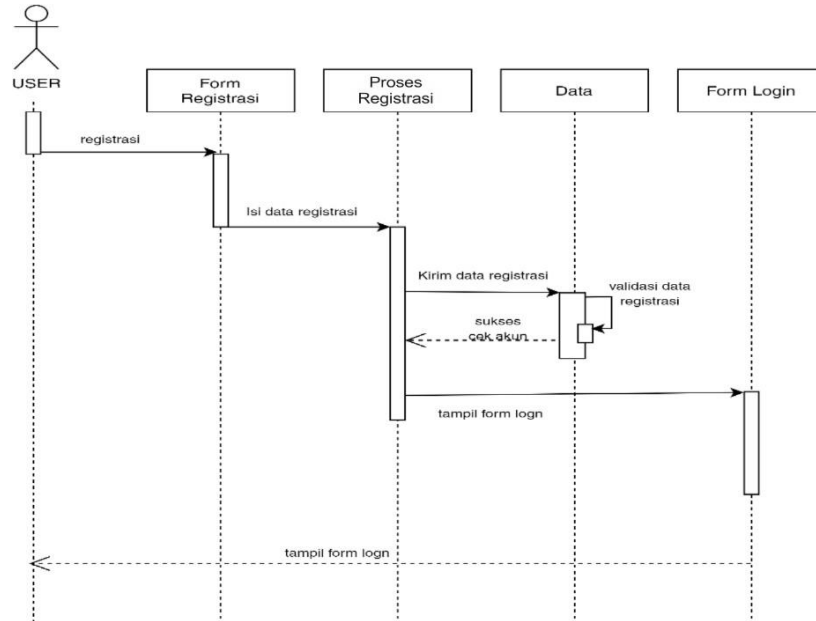 USER
Form
Registrasi
Proses
Registrasi
Data
Form Login
registrasi
Isi data registrasi
Kirim data registrasi
validasi data
registrasi
sukses
cek akun
tampil form logn
tampil form logn